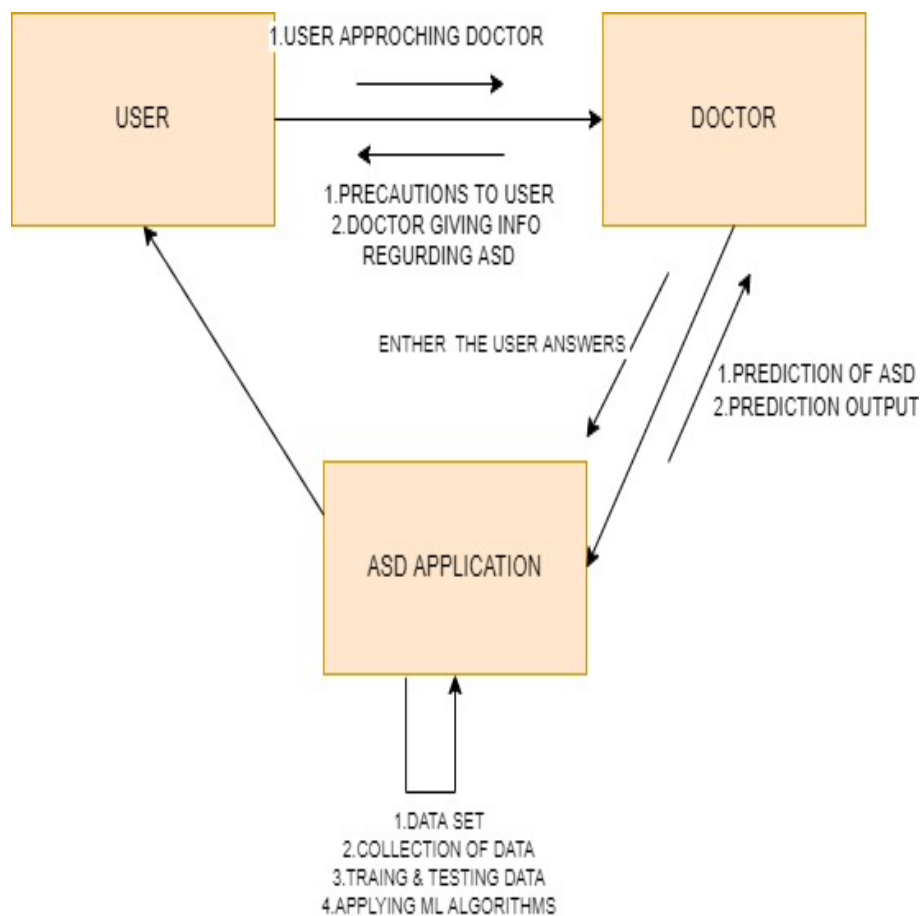 1.USER APPROCHING DOCTOR
USER
DOCTOR
1.PRECAUTIONS TO USER
2.DOCTOR GIVING INFO
REGURDING ASD
ENTHER THE USER ANSWERS
1.PREDICTION OF ASD
2.PREDICTION OUTPUT
ASD APPLICATION
1.DATA SET
2.COLLECTION OF DATA
3.TRAING & TESTING DATA
4.APPLYING ML ALGORITHMS